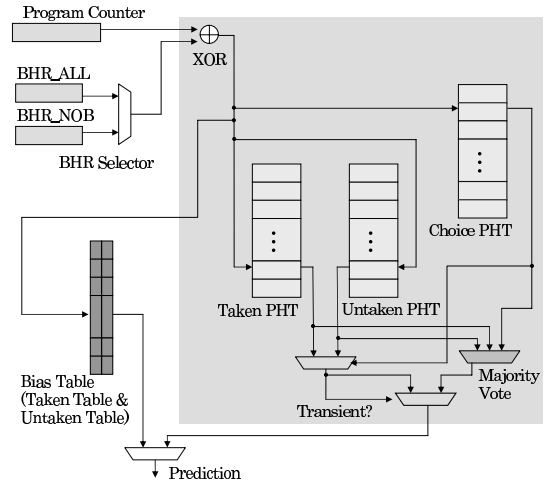 Program Counter
XOR
BHR_ALL
BHR_NOB
BHR Selector
Choice PHT
Taken PHT
Untaken PHT
Bias Table
(Taken Table &
Untaken Table)
Transient?
Majority
Vote
Prediction